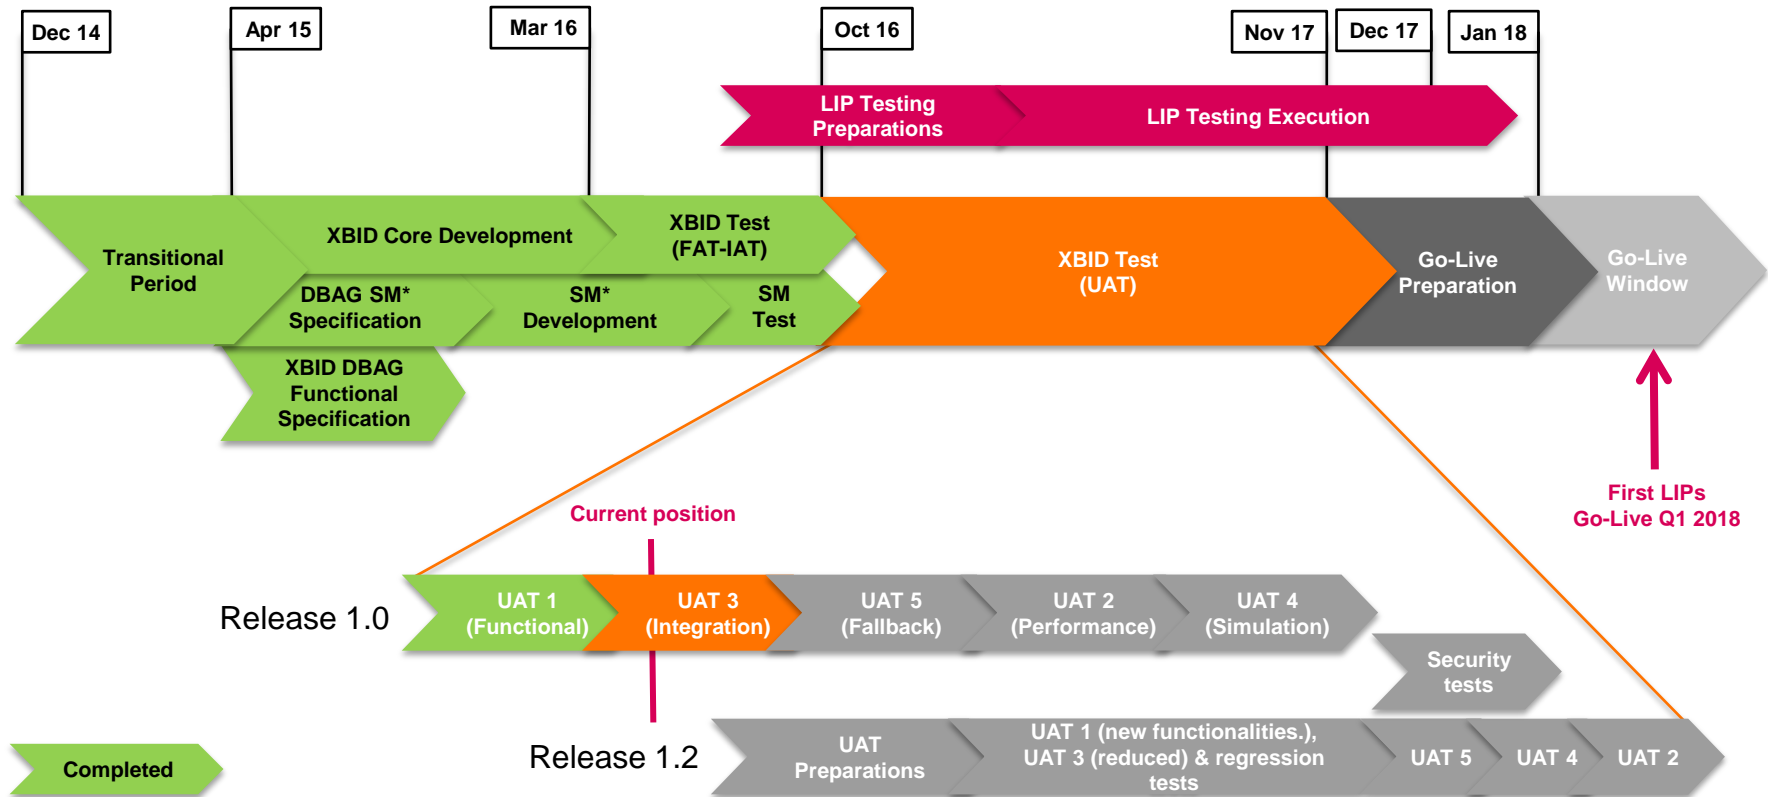 Dec 14
Apr 15
Mar 16
Oct 16
Nov 17
Dec 17
Jan 18
LIP Testing
Preparations
LIP Testing Execution
Transitional
Period
XBID Core Development
XBID Test
(FAT-IAT)
DBAG SM*
Specification
SM*
Development
SM
Test
XBID DBAG
Functional
Specification
XBID Test
(UAT)
Go-Live
Preparation
Go-Live
Window
First LIPs
Go-Live Q1 2018
Current position
Release 1.0
UAT 1
(Functional)
UAT 3
(Integration)
UAT 5
(Fallback)
UAT 2
(Performance)
UAT 4
(Simulation)
Security
tests
Release 1.2
UAT
Preparations
UAT 1 (new functionalities.),
UAT 3 (reduced) & regression
tests
UAT 5
UAT 4
UAT 2
Completed